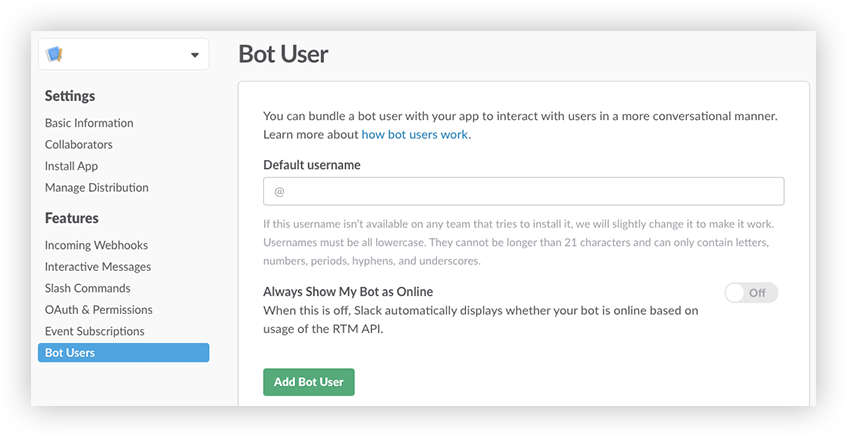 Bot User
Settings
Basic Information
Collaborators
Install App
Manage Distribution
Features
Incoming Webhooks
Interactive Messages
Slash Commands
OAuth & Permissions
Event Subscriptions
Bot Users
You can bundle a bot user with your app to interact with users in a more conversational manner.
Learn more about how bot users work.
Default username
@
If this username isn't available on any team that tries to install it, we will slightly change it to make it work.
Usernames must be all lowercase. They cannot be longer than 21 characters and can only contain letters,
numbers, periods, hyphens, and underscores.
Always Show My Bot as Online
Off
When this is off, Slack automatically displays whether your bot is online based on
usage of the RTM API.
Add Bot User